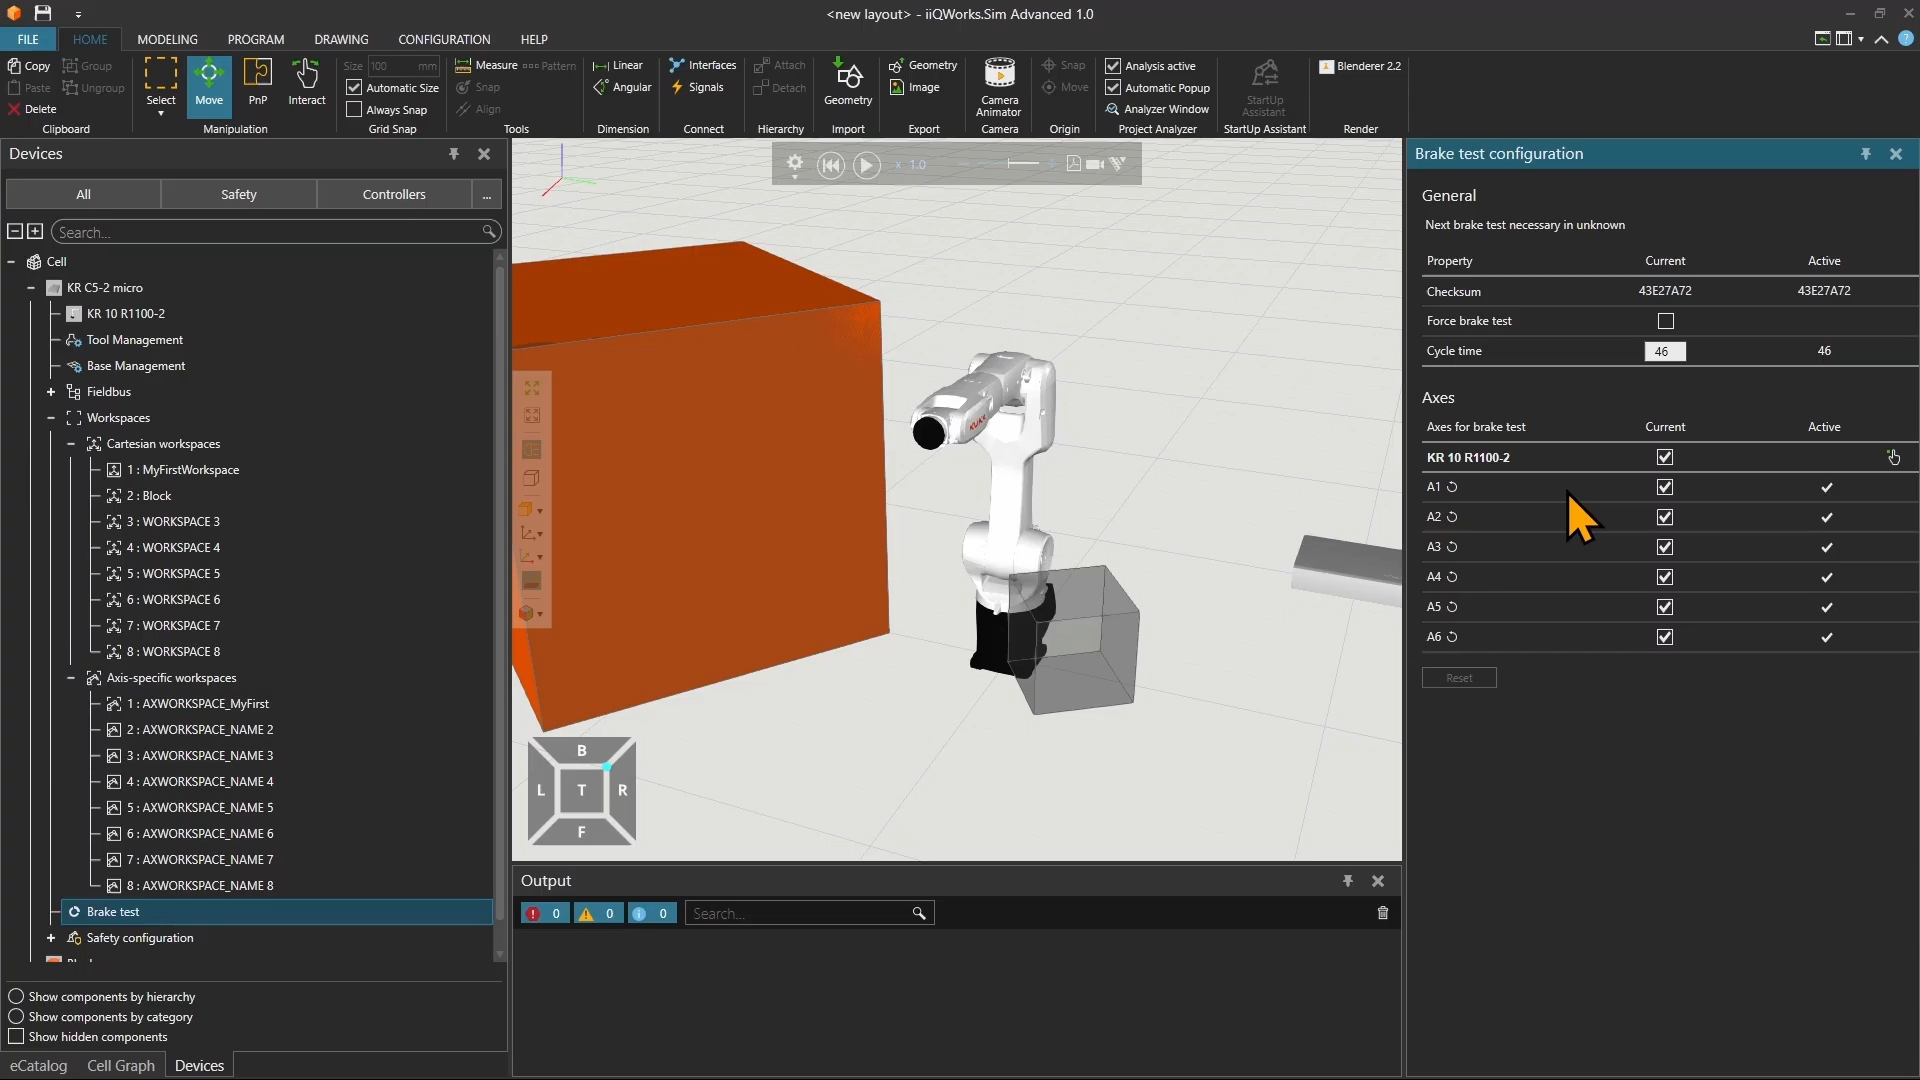 <new layout> - iiQWorks.Sim Advanced 1.0
FILE HOME MODELING PROGRAM DRAWING CONFIGURATION HELP
Copy
Paste
Delete
Group
Ungroup
Clipboard
Select
Move
PnP
Interact
Manipulation
Size 100 mm
Automatic Size
Always Snap
Grid Snap
Measure
Pattern
Snap
Align
Tools
Linear
Angular
Dimension
Interfaces
Signals
Connect
Attach
Detach
Hierarchy
Geometry
Import
Geometry
Image
Export
Camera
Animator
Camera
Snap
Move
Origin
Analysis active
Automatic Popup
Analyzer Window
Project Analyzer
StartUp
Assistant
StartUp Assistant
Blenderer 2.2
Render
Devices
All Safety Controllers ...
Search...
Cell
KR C5-2 micro
KR 10 R1100-2
Tool Management
Base Management
Fieldbus
Workspaces
Cartesian workspaces
1 : MyFirstWorkspace
2 : Block
3 : WORKSPACE 3
4 : WORKSPACE 4
5 : WORKSPACE 5
6 : WORKSPACE 6
7 : WORKSPACE 7
8 : WORKSPACE 8
Axis-specific workspaces
1 : AXWORKSPACE_MyFirst
2 : AXWORKSPACE_NAME 2
3 : AXWORKSPACE_NAME 3
4 : AXWORKSPACE_NAME 4
5 : AXWORKSPACE_NAME 5
6 : AXWORKSPACE_NAME 6
7 : AXWORKSPACE_NAME 7
8 : AXWORKSPACE_NAME 8
Brake test
Safety configuration
Show components by hierarchy
Show components by category
Show hidden components
eCatalog Cell Graph Devices
x 1.0
KUKA
B
L T R
F
Output
0 0 0 Search...
Brake test configuration
General
Next brake test necessary in unknown
Property Current Active
Checksum 43E27A72 43E27A72
Force brake test
Cycle time 46 46
Axes
Axes for brake test Current Active
KR 10 R1100-2
A1
A2
A3
A4
A5
A6
Reset